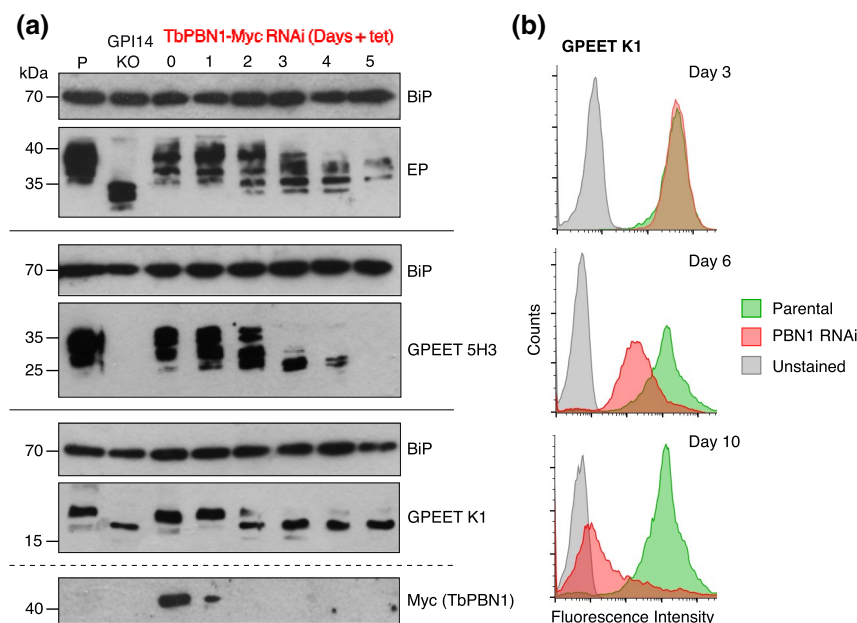 (a)
GPI14 TbPBN1-Myc RNAi (Days + tet)
kDa P KO 0 1 2 3 4 5
70 BiP
40
EP
35
70 BiP
35
GPEET 5H3
25
70 BiP
GPEET K1
15
Myc (TbPBN1)
40
(b)
GPEET K1
Day 3
Day 6
Counts
Parental
PBN1 RNAi
Unstained
Day 10
Fluorescence Intensity